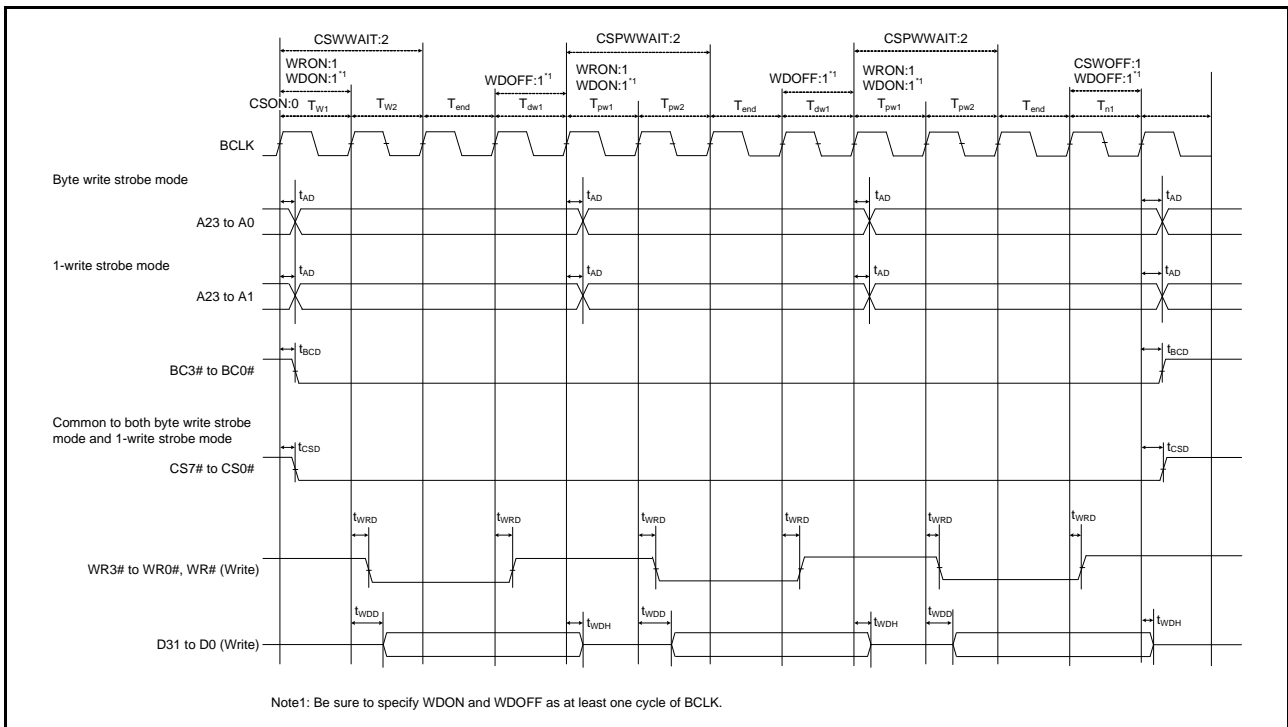 CSWWAIT:2
CSPWWAIT:2
CSPWWAIT:2
WRON:1
WDON:1*1
WDOFF:1*1
WRON:1
WDON:1*1
WDOFF:1*1
WRON:1
WDON:1*1
CSWOFF:1
WDOFF:1*1
CSON:0
TW1
TW2
Tend
Tdw1
Tpw1
Tpw2
Tend
Tdw1
Tpw1
Tpw2
Tend
Tn1
BCLK
Byte write strobe mode
tAD
tAD
tAD
tAD
A23 to A0
1-write strobe mode
tAD
tAD
tAD
tAD
A23 to A1
tBCD
tBCD
BC3# to BC0#
Common to both byte write strobe
mode and 1-write strobe mode
tCSD
tCSD
CS7# to CS0#
tWRD
tWRD
tWRD
tWRD
tWRD
tWRD
WR3# to WR0#, WR# (Write)
tWDD
tWDH
tWDD
tWDH
tWDD
tWDH
D31 to D0 (Write)
Note1: Be sure to specify WDON and WDOFF as at least one cycle of BCLK.